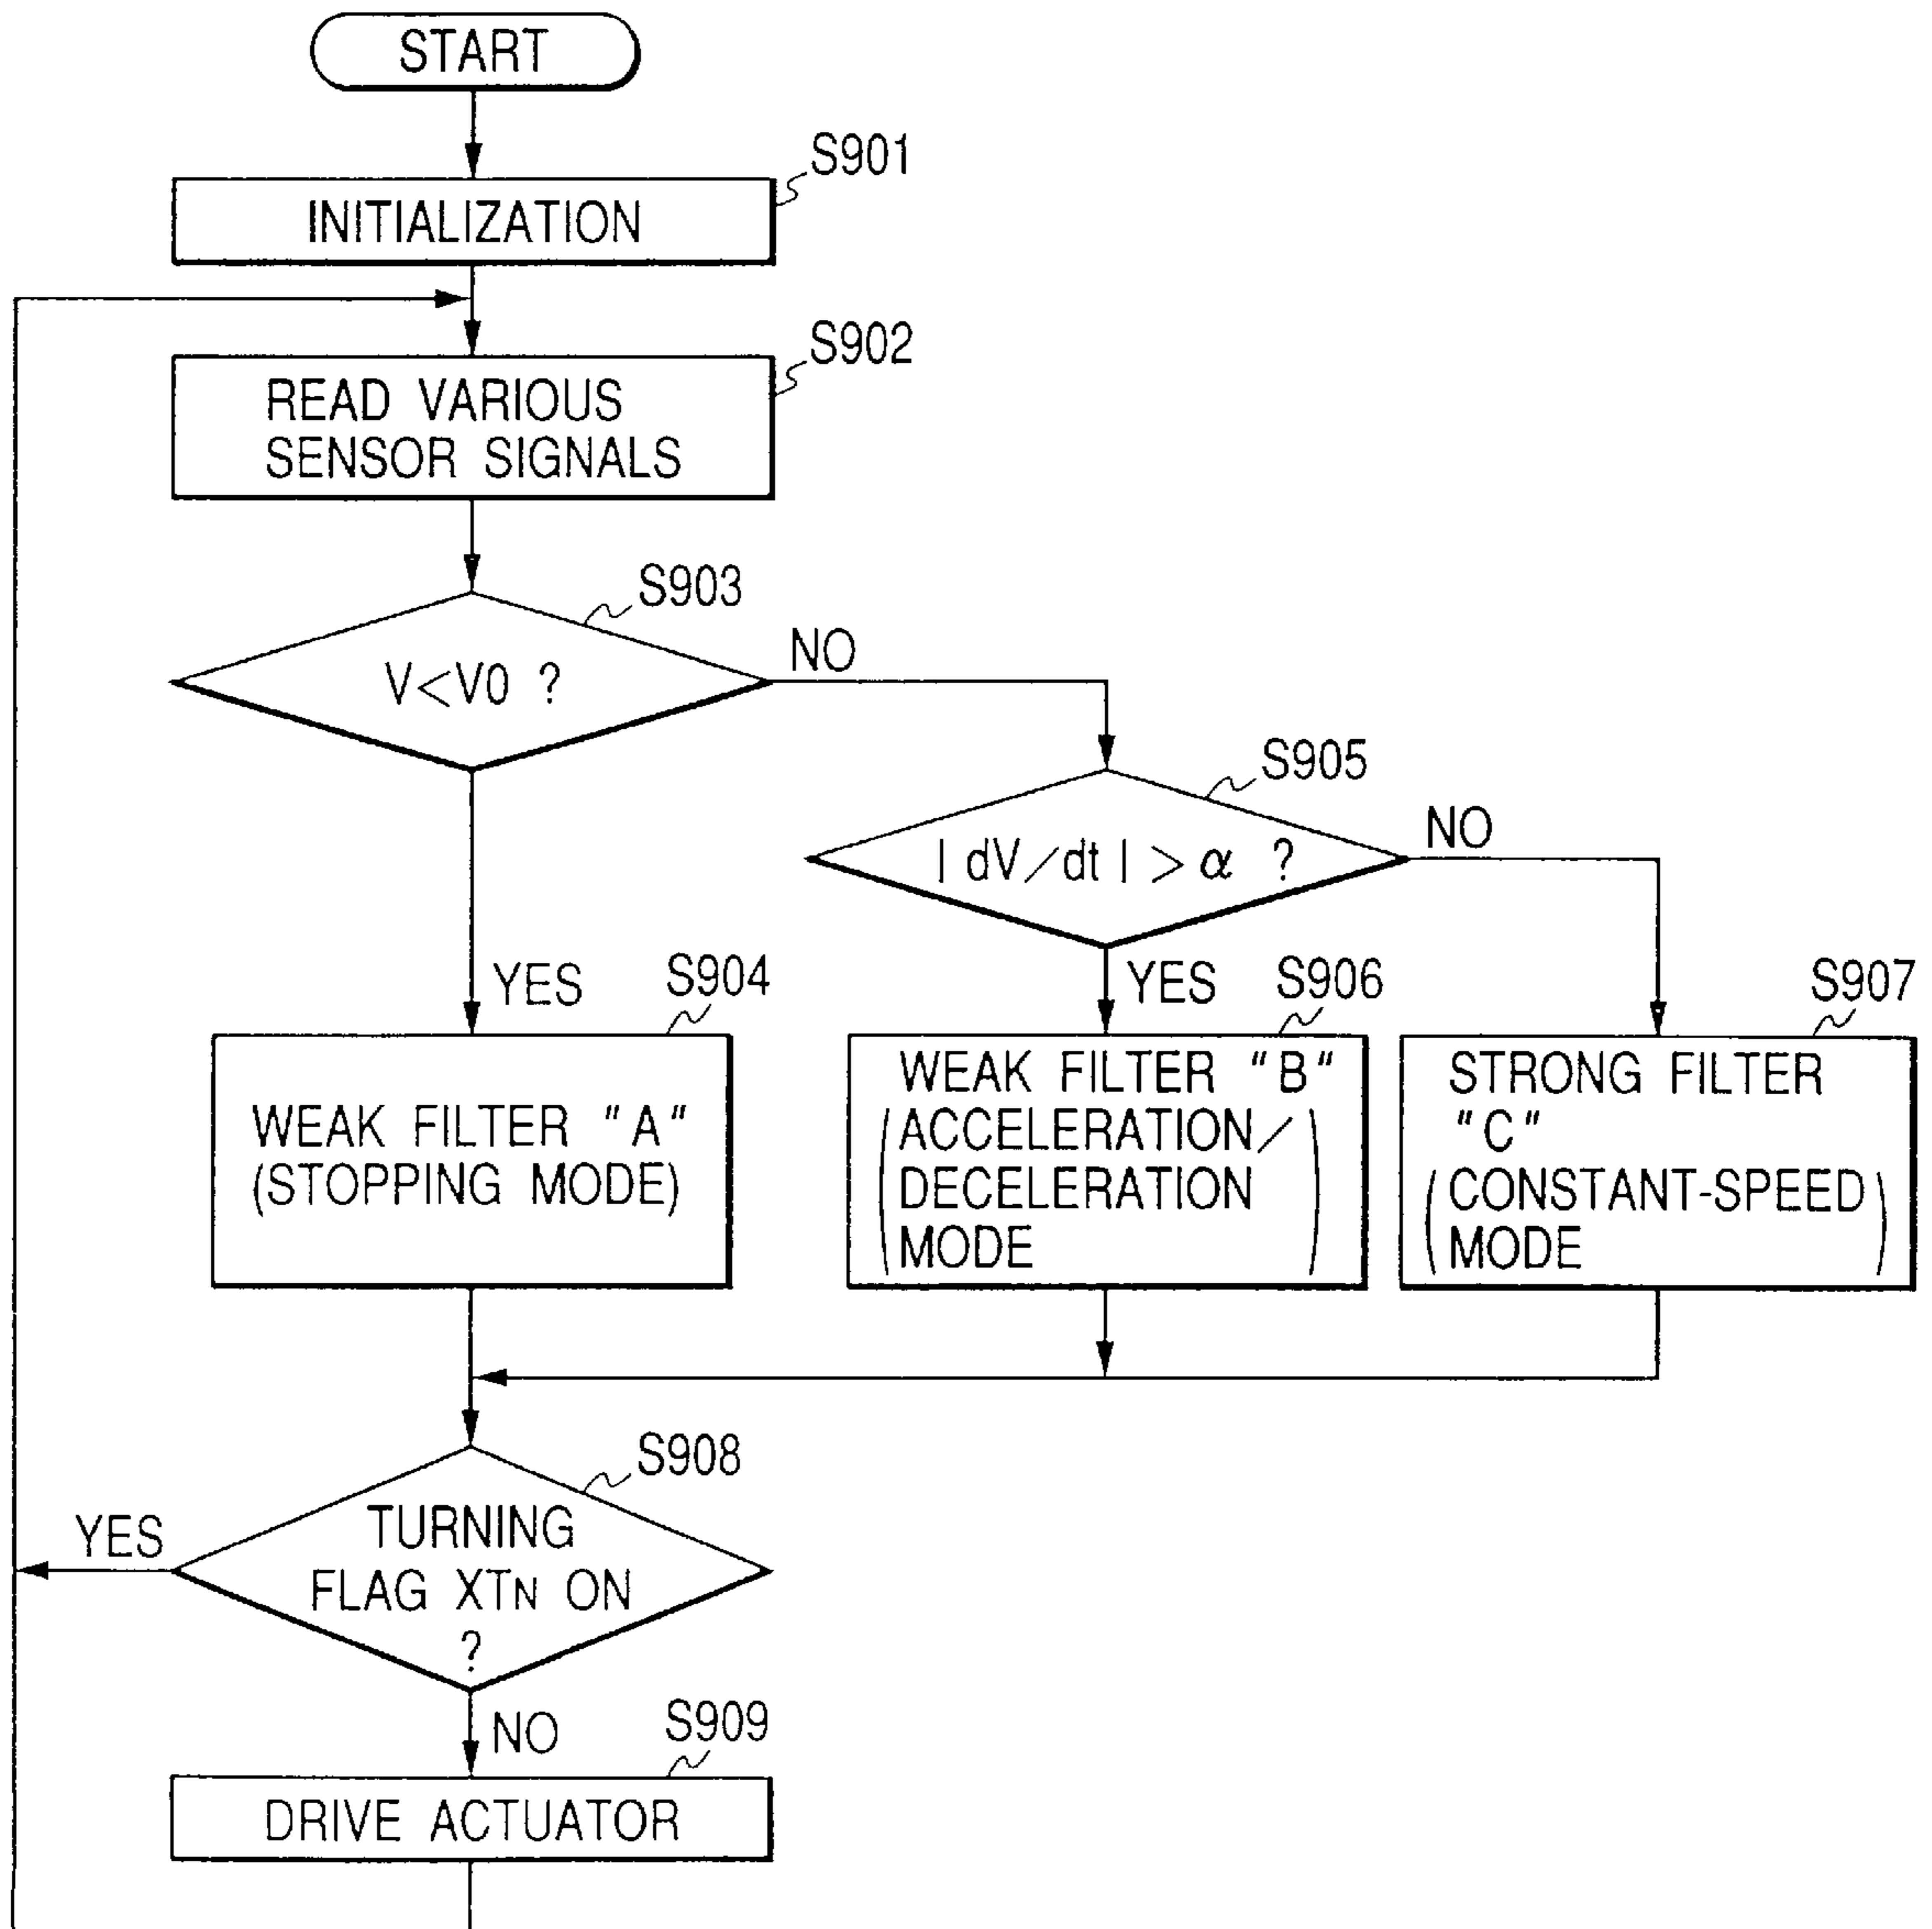 START
S901
INITIALIZATION
S902
READ VARIOUS
SENSOR SIGNALS
S903
V<V0 ?
NO
S905
| dV/dt | > α ?
NO
YES
S904
WEAK FILTER "A"
(STOPPING MODE)
YES
S906
WEAK FILTER "B"
(ACCELERATION/
DECELERATION
MODE)
S907
STRONG FILTER
"C"
(CONSTANT-SPEED
MODE)
S908
TURNING
FLAG XTN ON
?
YES
NO
S909
DRIVE ACTUATOR